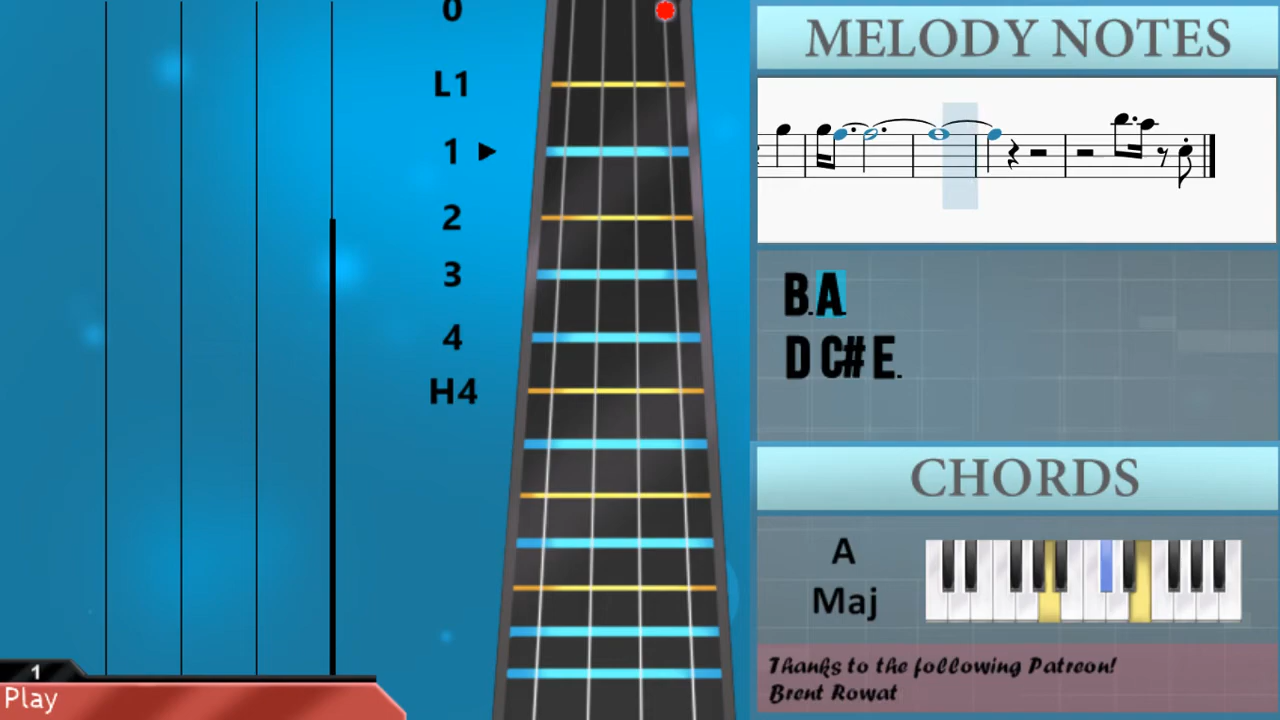 0
L1
1
2
3
4
H4
1
Play
MELODY NOTES
B.A.
D C# E.
CHORDS
A
Maj
Thanks to the following Patreon!
Brent Rowat